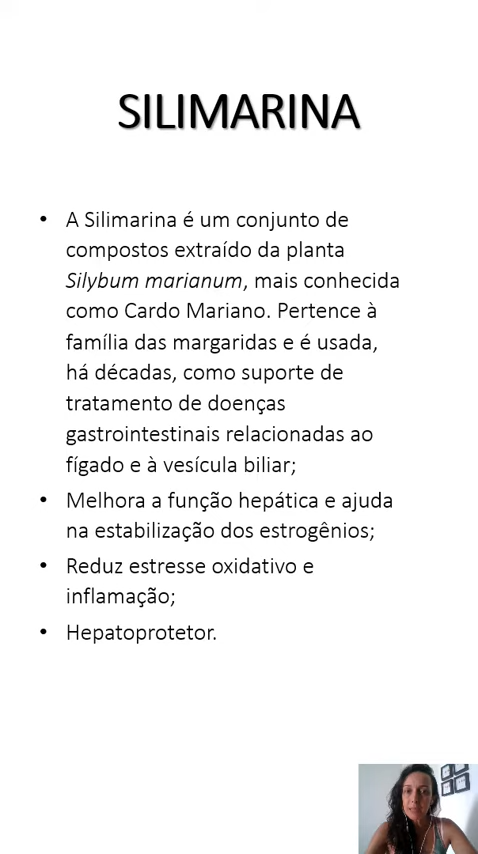 SILIMARINA
• A Silimarina é um conjunto de
compostos extraído da planta
Silybum marianum, mais conhecida
como Cardo Mariano. Pertence à
família das margaridas e é usada,
há décadas, como suporte de
tratamento de doenças
gastrointestinais relacionadas ao
fígado e à vesícula biliar;
• Melhora a função hepática e ajuda
na estabilização dos estrogênios;
• Reduz estresse oxidativo e
inflamação;
• Hepatoprotetor.